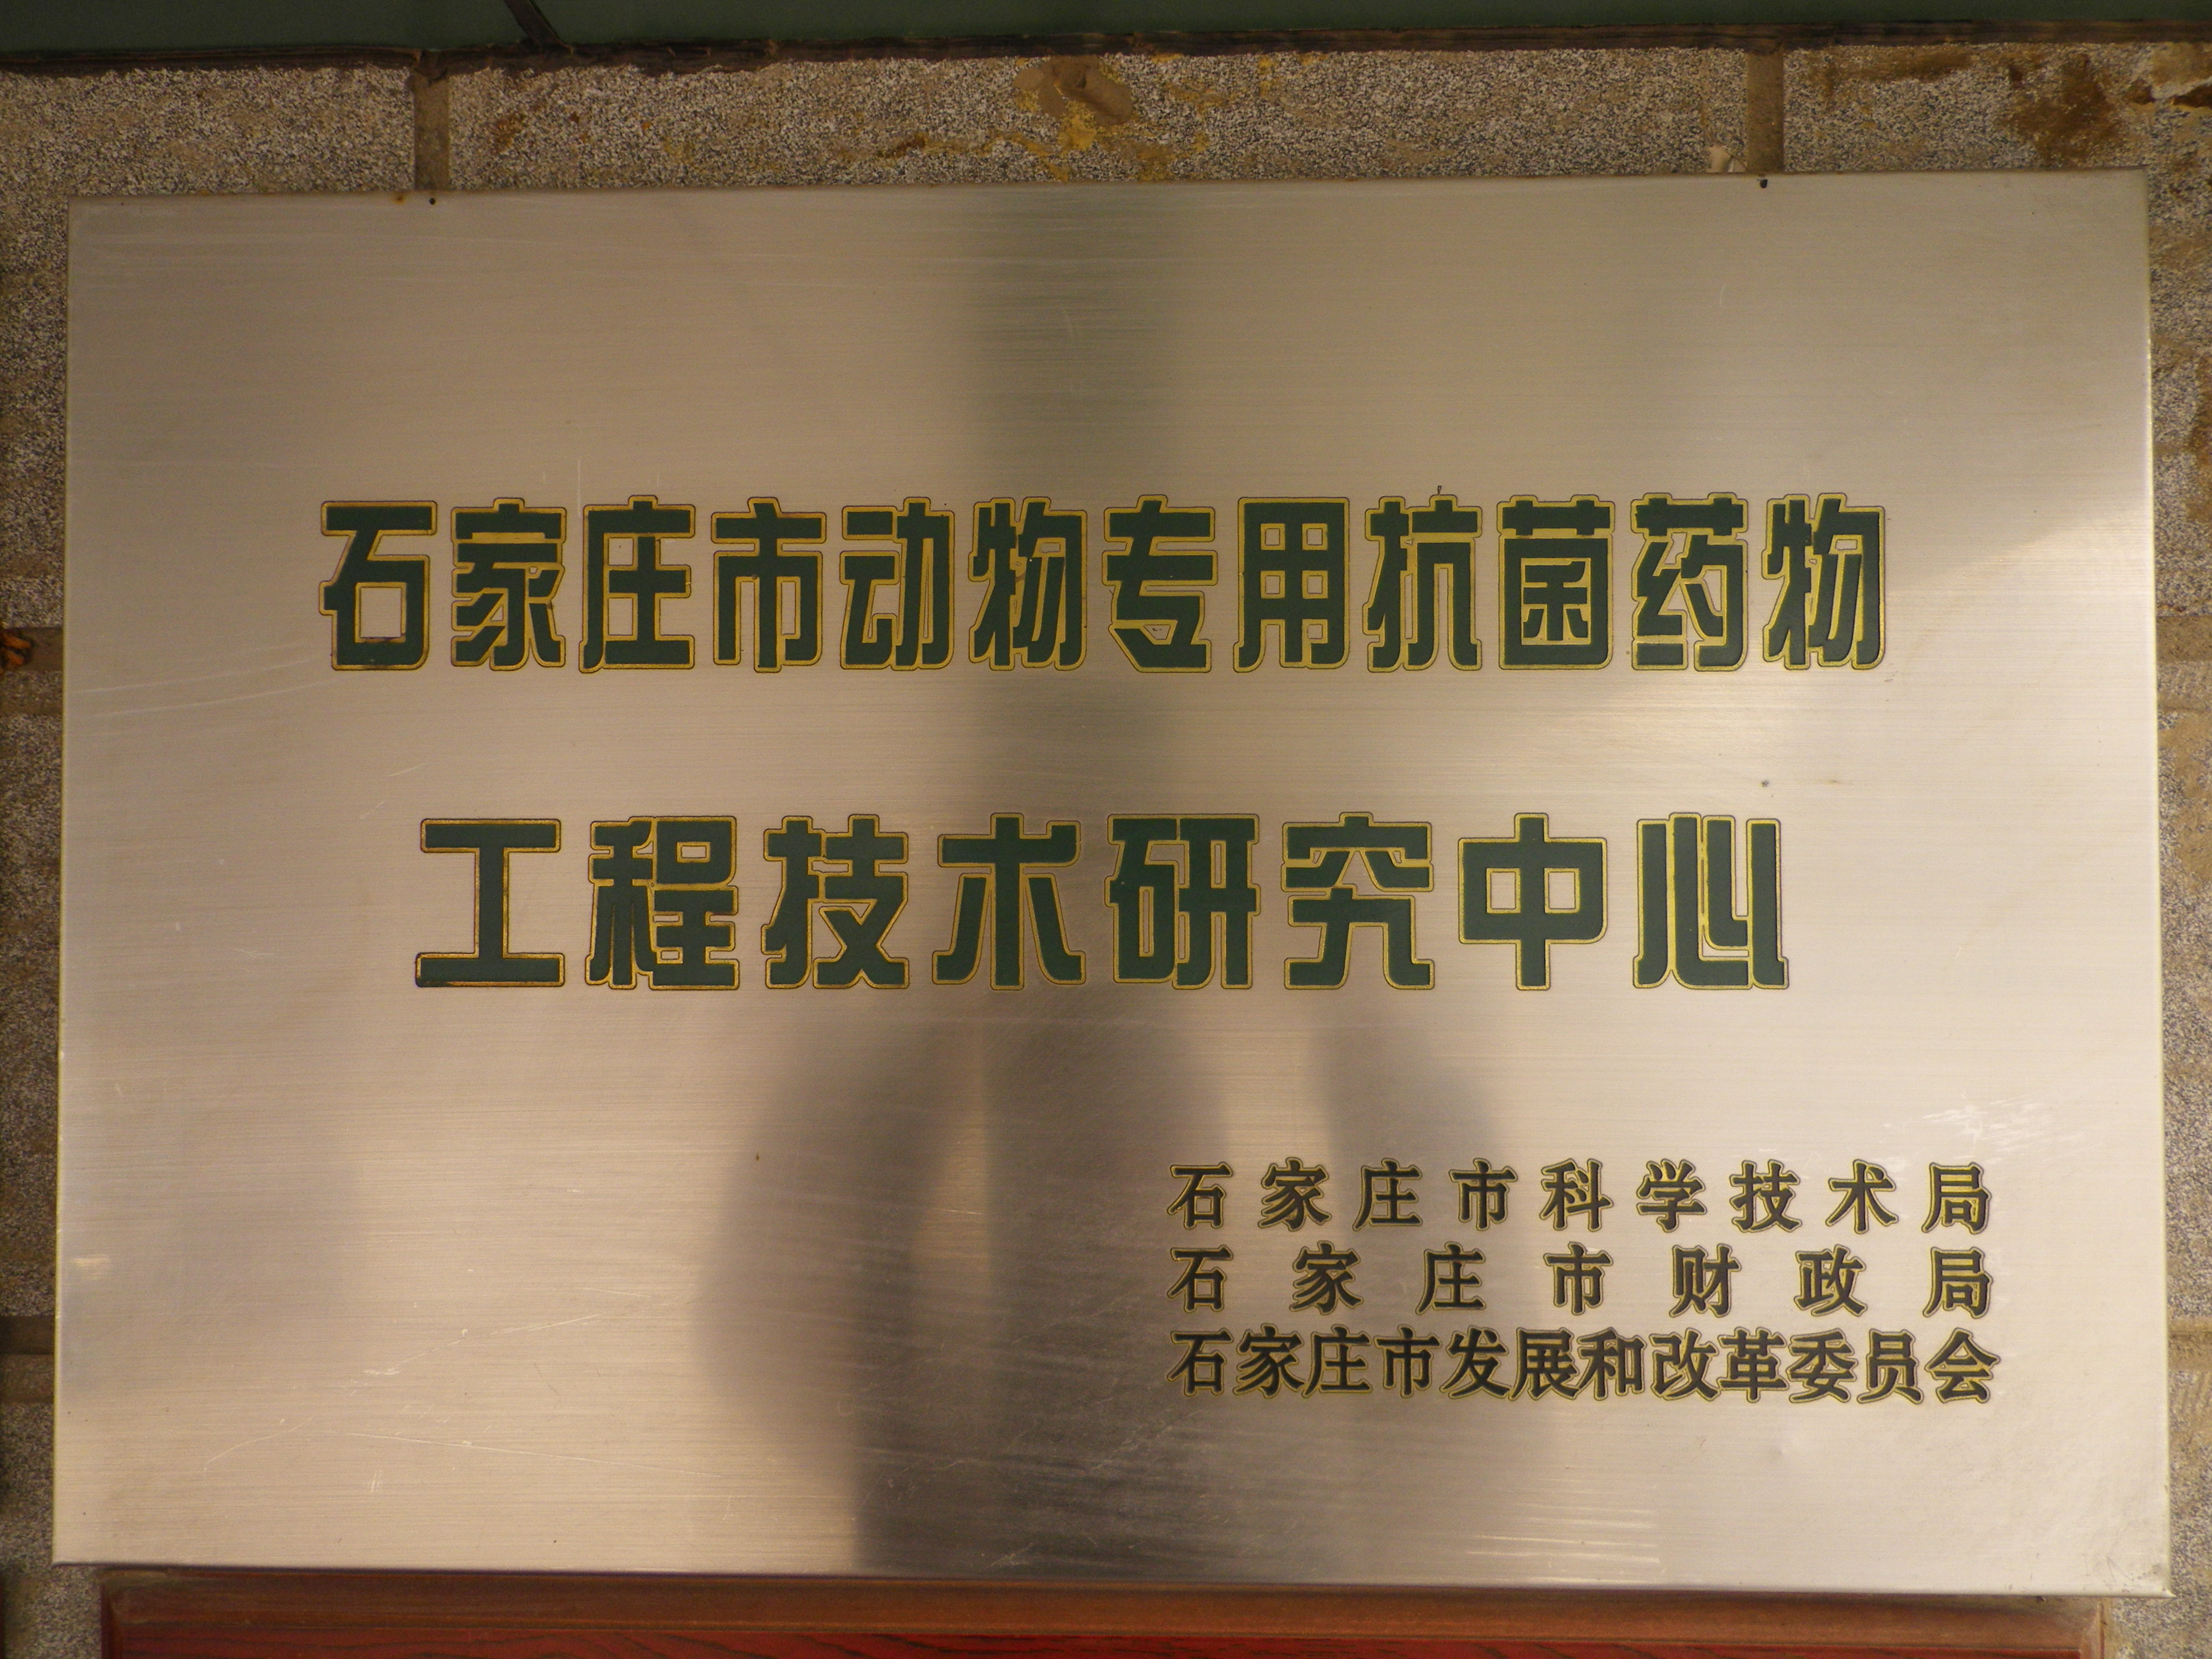 石家庄市动物专用抗菌药物
工程技术研究中心
石家庄市科学技术局
石家庄市财政局
石家庄市发展和改革委员会